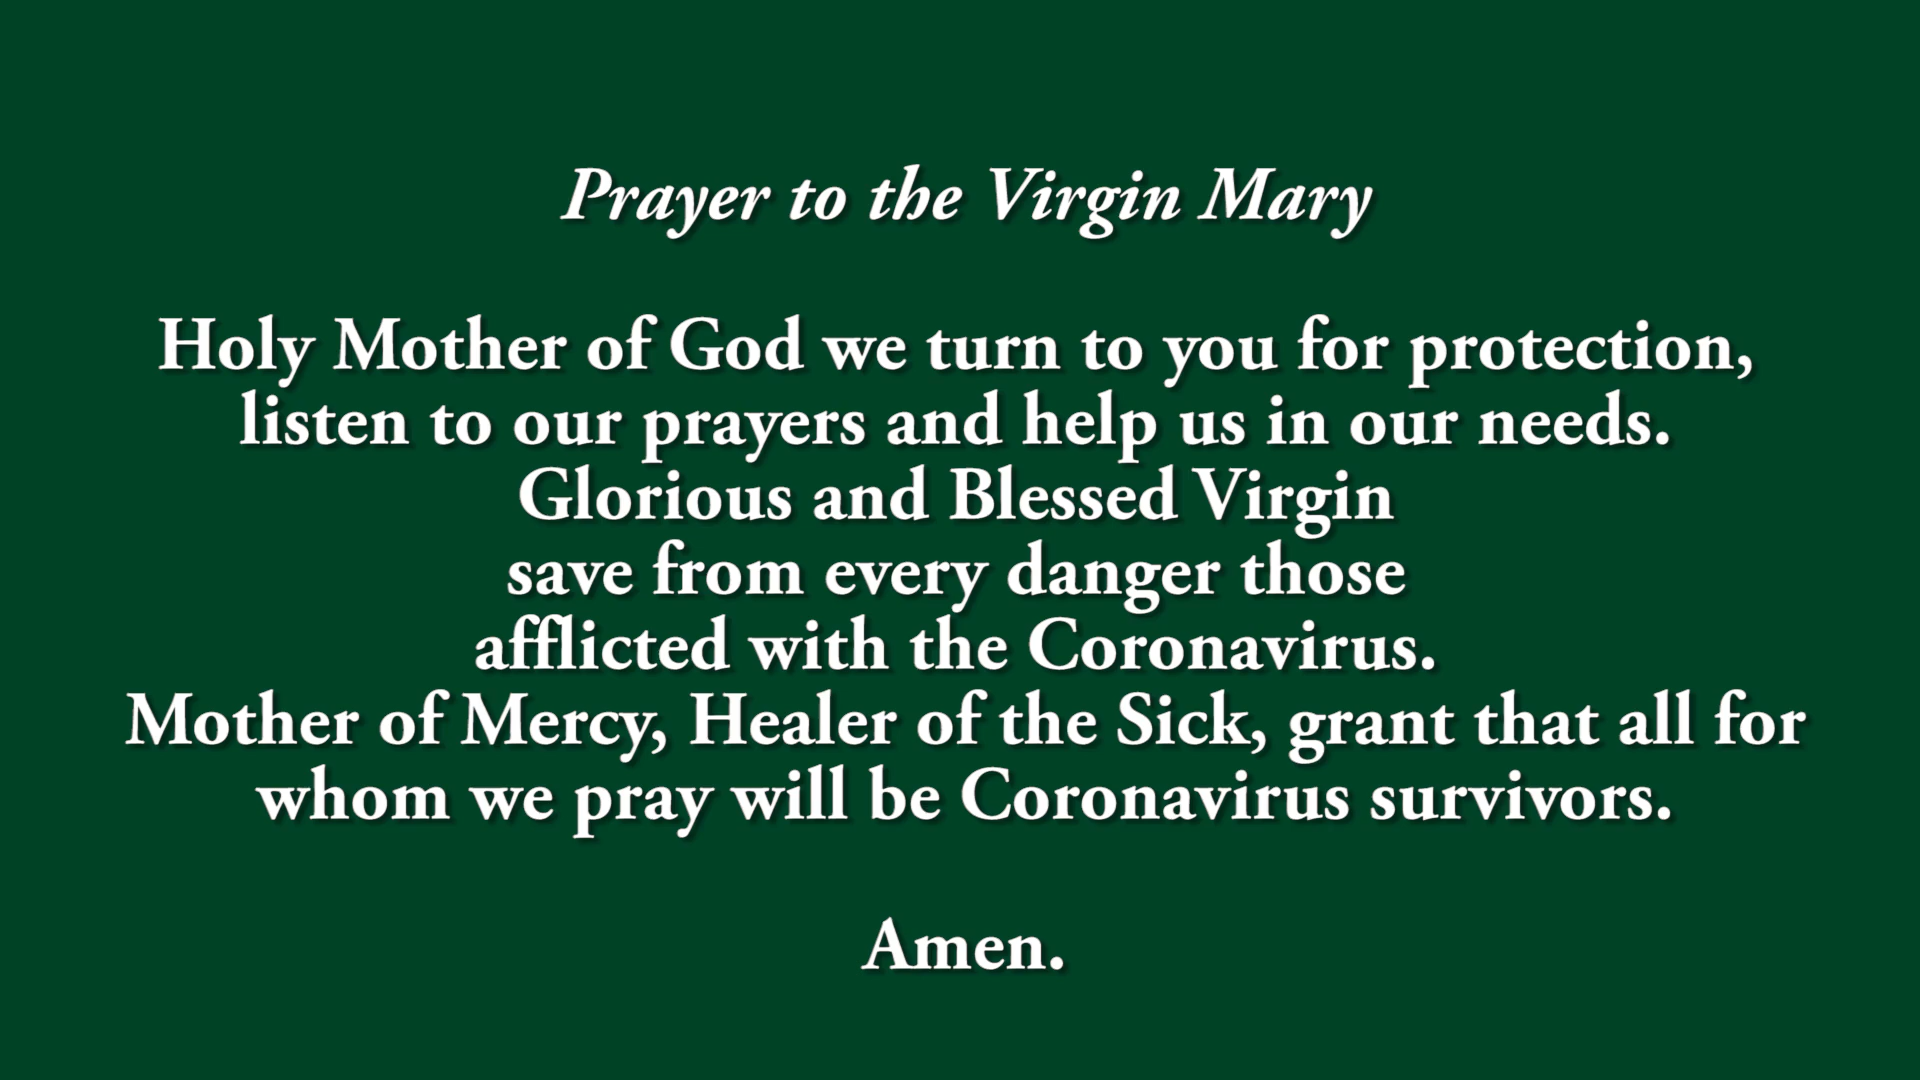 Prayer to the Virgin Mary
Holy Mother of God we turn to you for protection,
listen to our prayers and help us in our needs.
Glorious and Blessed Virgin
save from every danger those
afflicted with the Coronavirus.
Mother of Mercy, Healer of the Sick, grant that all for
whom we pray will be Coronavirus survivors.
Amen.